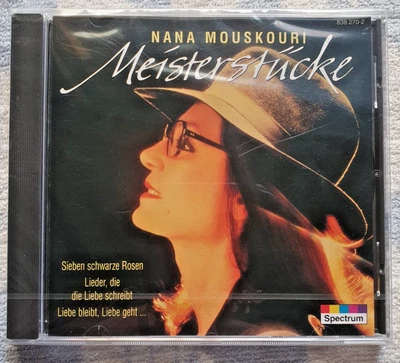 836 270-2
NANA MOUSKOURI
Meisterstücke
Sieben schwarze Rosen
Lieder, die
die Liebe schreibt
Liebe bleibt, Liebe geht ...
Spectrum